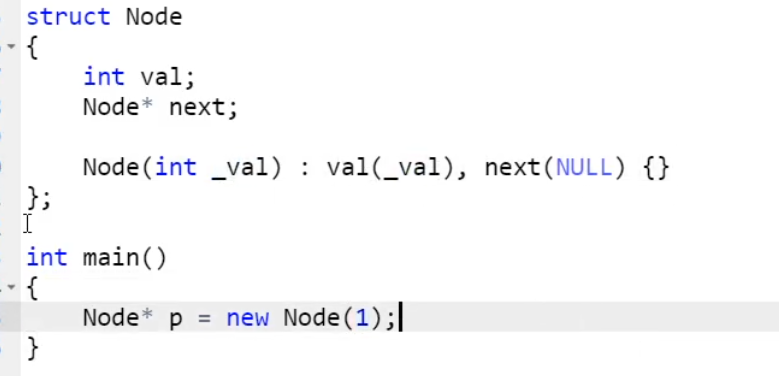 struct Node
{
    int val;
    Node* next;

    Node(int _val) : val(_val), next(NULL) {}
};

int main()
{
    Node* p = new Node(1);
}